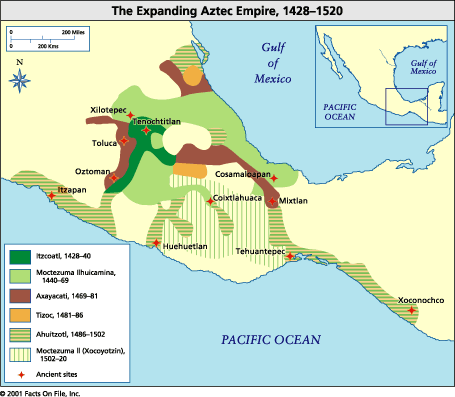 The Expanding Aztec Empire, 1428–1520
0 200 Miles
0 200 Kms
N
Gulf
of
Mexico
Gulf of
Mexico
PACIFIC
OCEAN
Xilotepec
Tenochtitlan
Toluca
Oztoman
Itzapan
Cosamaloapan
Coixtlahuaca
Mixtlan
Huehuetlan
Tehuantepec
Xoconochco
PACIFIC OCEAN
Itzcoatl, 1428–40
Moctezuma Ilhuicamina,
1440–69
Axayacatl, 1469–81
Tizoc, 1481–86
Ahuitzotl, 1486–1502
Moctezuma II (Xocoyotzin),
1502–20
Ancient sites
© 2001 Facts On File, Inc.